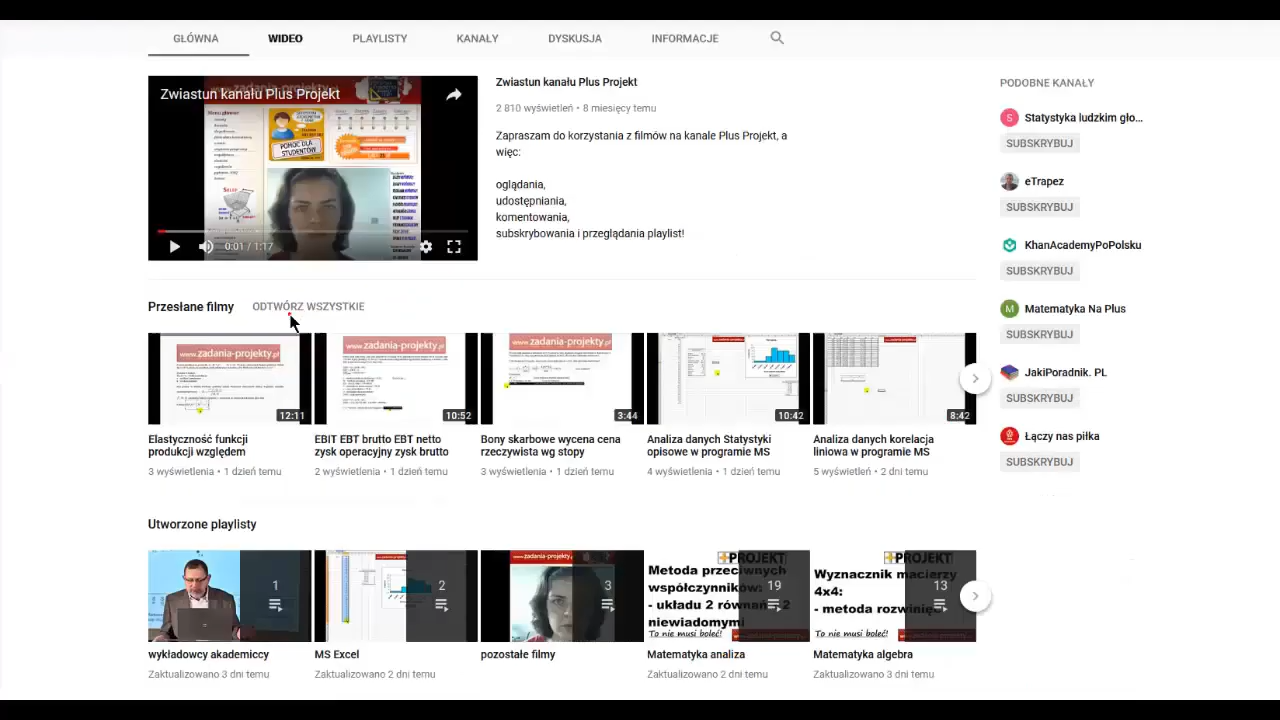 GŁÓWNA
WIDEO
PLAYLISTY
KANAŁY
DYSKUSJA
INFORMACJE
Zwiastun kanału Plus Projekt
POMOC DLA
STUDENTÓW
0:01 / 1:17
Zwiastun kanału Plus Projekt
2 810 wyświetleń • 8 miesięcy temu
Zapraszam do korzystania z filmów na kanale Plus Projekt, a
więc:
oglądania,
udostępniania,
komentowania,
subskrybowania i przeglądania playlist!
PODOBNE KANAŁY
S
Statystyka ludzkim gło...
SUBSKRYBUJ
eTrapez
SUBSKRYBUJ
KhanAcademyPoPolsku
SUBSKRYBUJ
M
Matematyka Na Plus
SUBSKRYBUJ
JakiPoradnik. PL
SUBSKRYBUJ
Łączy nas piłka
SUBSKRYBUJ
Przesłane filmy
ODTWÓRZ WSZYSTKIE
www.zadania-projekty.pl
12:11
Elastyczność funkcji
produkcji względem
3 wyświetlenia • 1 dzień temu
www.zadania-projekty.pl
10:52
EBIT EBT brutto EBT netto
zysk operacyjny zysk brutto
2 wyświetlenia • 1 dzień temu
www.zadania-projekty.pl
3:44
Bony skarbowe wycena cena
rzeczywista wg stopy
3 wyświetlenia • 1 dzień temu
10:42
Analiza danych Statystyki
opisowe w programie MS
4 wyświetlenia • 1 dzień temu
8:42
Analiza danych korelacja
liniowa w programie MS
5 wyświetleń • 2 dni temu
Utworzone playlisty
1
wykładowcy akademiccy
Zaktualizowano 3 dni temu
2
MS Excel
Zaktualizowano 2 dni temu
www.zadania-projekty.pl
3
pozostałe filmy
PROJEKT
Metoda przeciwnych
współczynników:
- układu 2 równań 2
niewiadomymi
To nie musi boleć!
19
Matematyka analiza
Zaktualizowano 2 dni temu
PROJEKT
Wyznacznik macierzy
4x4:
- metoda rozwinięc
To nie musi boleć!
13
Matematyka algebra
Zaktualizowano 3 dni temu